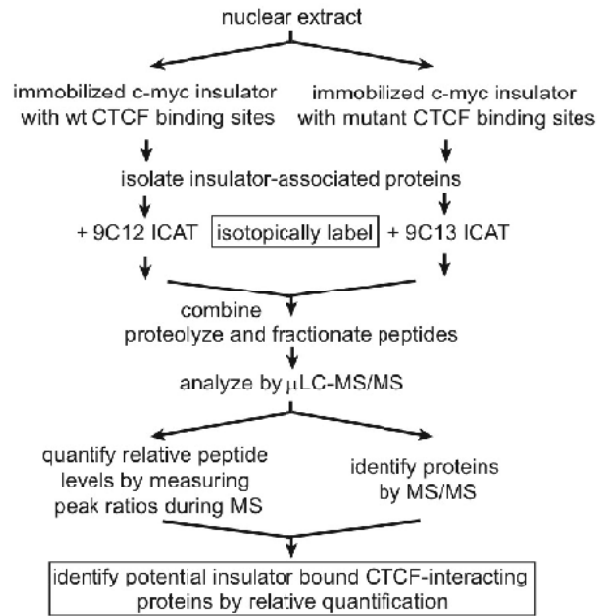 nuclear extract
immobilized c-myc insulator
with wt CTCF binding sites
immobilized c-myc insulator
with mutant CTCF binding sites
isolate insulator-associated proteins
+ 9C12 ICAT isotopically label + 9C13 ICAT
combine
proteolyze and fractionate peptides
analyze by μLC-MS/MS
quantify relative peptide
levels by measuring
peak ratios during MS
identify proteins
by MS/MS
identify potential insulator bound CTCF-interacting
proteins by relative quantification